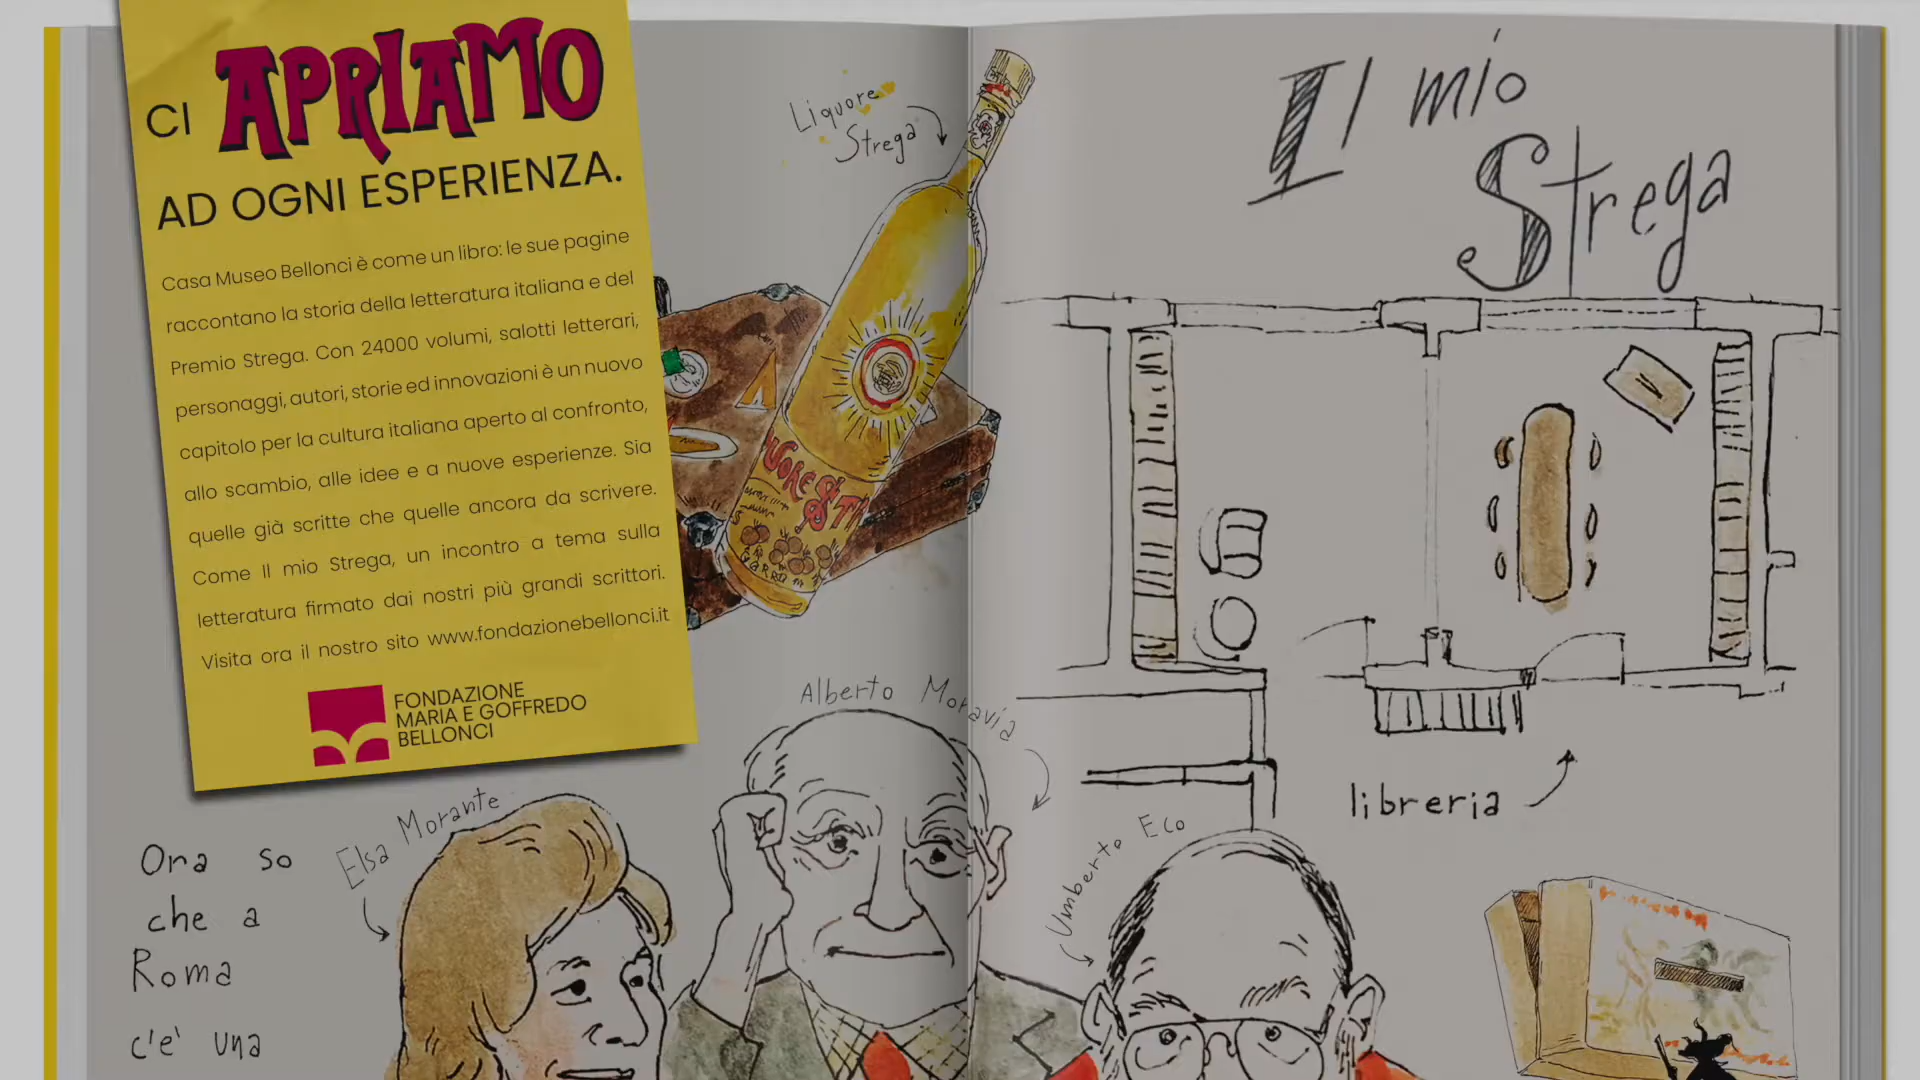 CI APRIAMO
AD OGNI ESPERIENZA.
Casa Museo Bellonci è come un libro: le sue pagine
raccontano la storia della letteratura italiana e del
Premio Strega. Con 24000 volumi, salotti letterari,
personaggi, autori, storie ed innovazioni è un nuovo
capitolo per la cultura italiana aperto al confronto,
allo scambio, alle idee e a nuove esperienze. Sia
quelle già scritte che quelle ancora da scrivere.
Come Il mio Strega, un incontro a tema sulla
letteratura firmato dai nostri più grandi scrittori.
Visita ora il nostro sito www.fondazionebellonci.it
FONDAZIONE
MARIA E GOFFREDO
BELLONCI
Liquore
Strega
Il mio
Strega
Alberto Moravia
Elsa Morante
Umberto Eco
libreria
Ora so
che a
Roma
c'e' una